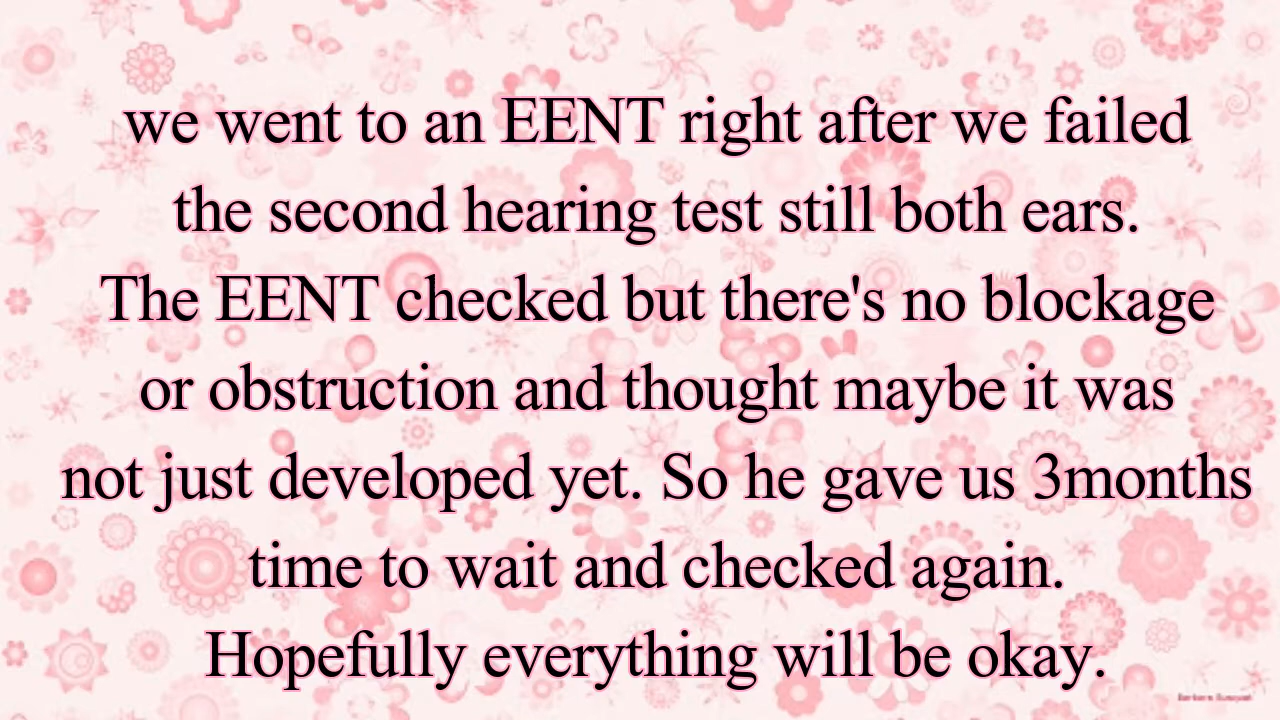 we went to an EENT right after we failed
the second hearing test still both ears.
The EENT checked but there's no blockage
or obstruction and thought maybe it was
not just developed yet. So he gave us 3months
time to wait and checked again.
Hopefully everything will be okay.